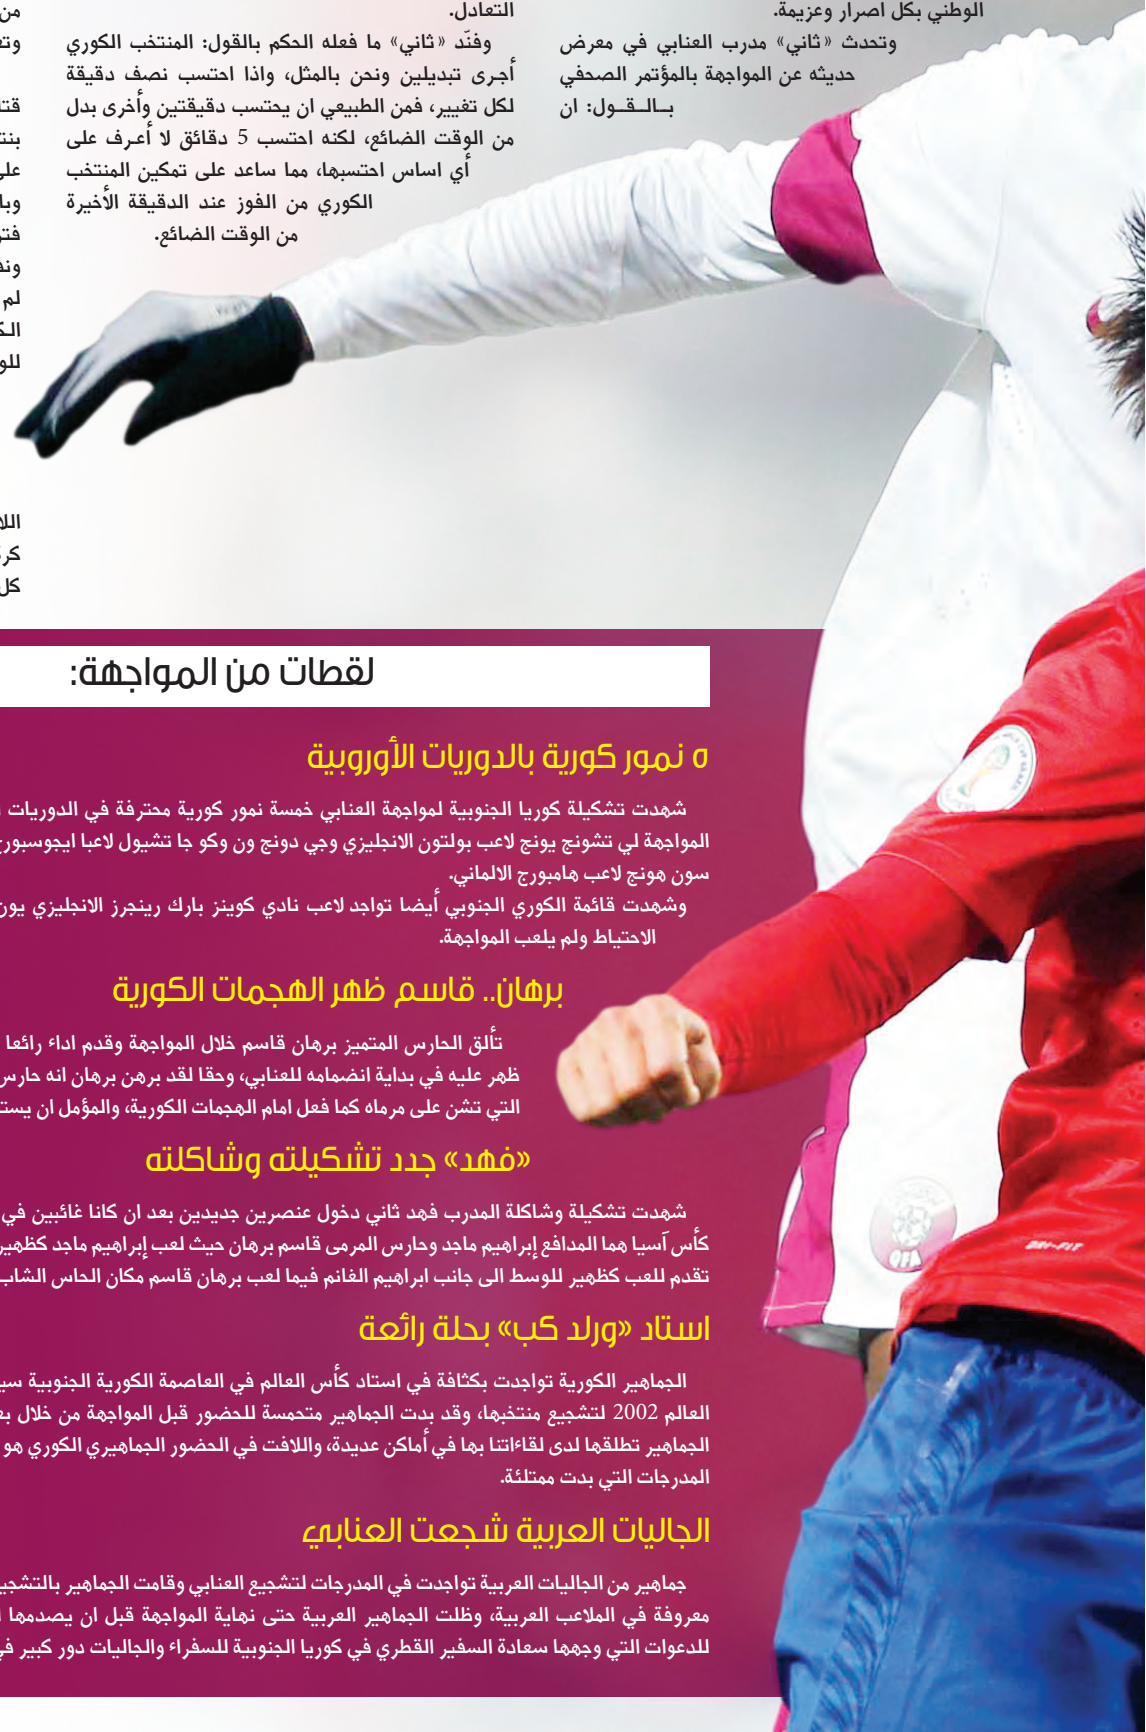 الوطني بكل اصرار وعزيمة.
وتحدث «ثاني» مدرب العنابي في معرض
حديثه عن المواجهة بالمؤتمر الصحفي
بـالـقـول: ان
التعادل.
وفنّد «ثاني» ما فعله الحكم بالقول: المنتخب الكوري
أجرى تبديلين ونحن بالمثل، واذا احتسب نصف دقيقة
لكل تغيير، فمن الطبيعي ان يحتسب دقيقتين وأخرى بدل
من الوقت الضائع، لكنه احتسب 5 دقائق لا أعـرف على
أي اساس احتسبها، مما ساعد على تمكين المنتخب
الكوري من الفوز عند الدقيقة الأخيرة
من الوقت الضائع.
من
لم
كل
لقطات من المواجهة:
٥ نمور كورية بالدوريات الأوروبية
شهدت تشكيلة كوريا الجنوبية لمواجهة العنابي خمسة نمور كورية محترفة في الدوريات
المواجهة لي تشونج يونج لاعب بولتون الانجليزي وجي دونج ون وكو جا تشيول لاعبا ايجوسبورج
سون هونج لاعب هامبورج الالماني.
وشهدت قائمة الكوري الجنوبي أيضا تواجد لاعب نادي كوينز بارك رينجرز الانجليزي يون
الاحتياط ولم يلعب المواجهة.
برهان.. قاسم ظهر الهجمات الكورية
تألق الحارس المتميز برهان قاسم خلال المواجهة وقدم اداء رائعا
ظهر عليه في بداية انضمامه للعنابي، وحقا لقد برهن برهان انه حارس
التي تشن على مرماه كما فعل امام الهجمات الكورية، والمؤمل ان
«فهد» جدد تشكيلته وشاكلته
شهدت تشكيلة وشاكلة المدرب فهد ثاني دخول عنصرين جديدين بعد ان كانا غائبين في
كأس آسيا هما المدافع إبراهيم ماجد وحارس المرمى قاسم برهان حيث لعب إبراهيم ماجد كظهير
تقدم للعب كظهير للوسط الى جانب ابراهيم الغانم فيما لعب برهان قاسم مكان الحاس الشاب
استاد «ورلد كب» بحلة رائعة
الجماهير الكورية تواجدت بكثافة في استاد كأس العالم في العاصمة الكورية الجنوبية
العالم 2002 لتشجيع منتخبها، وقد بدت الجماهير متحمسة للحضور قبل المواجهة من خلال
الجماهير تطلقها لدى لقاءاتنا بها في أماكن عديدة، واللافت في الحضور الجماهيري الكوري هو
المدرجات التي بدت ممتلئة.
الجاليات العربية شجعت العنابي
جماهير من الجاليات العربية تواجدت في المدرجات لتشجيع العنابي وقامت الجماهير
معروفة في الملاعب العربية، وظلت الجماهير العربية حتى نهاية المواجهة قبل ان يصدمها
للدعوات التي وجهها سعادة السفير القطري في كوريا الجنوبية للسفراء والجاليات دور كبير في
DRI-FIT